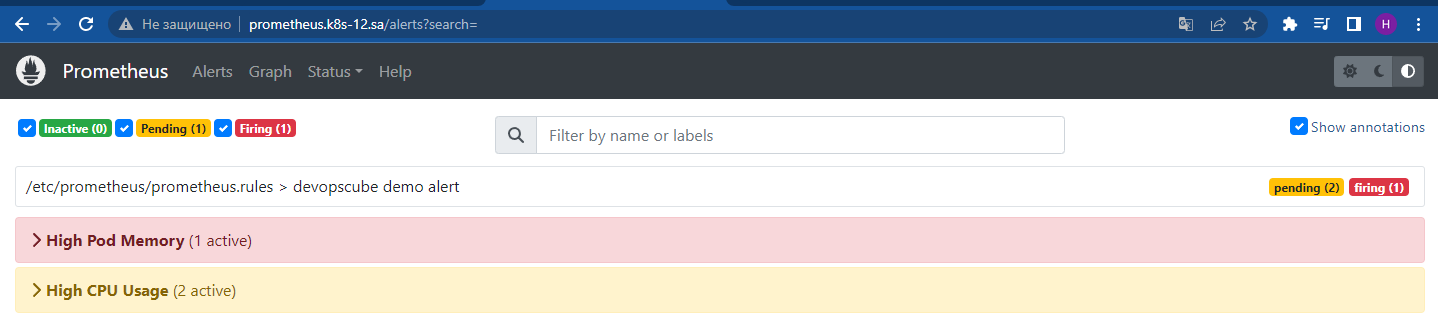 Не защищено prometheus.k8s-12.sa/alerts?search=
H
Prometheus Alerts Graph Status Help
Inactive (0) Pending (1) Firing (1)
Filter by name or labels
Show annotations
/etc/prometheus/prometheus.rules > devopscube demo alert
pending (2) firing (1)
High Pod Memory (1 active)
High CPU Usage (2 active)